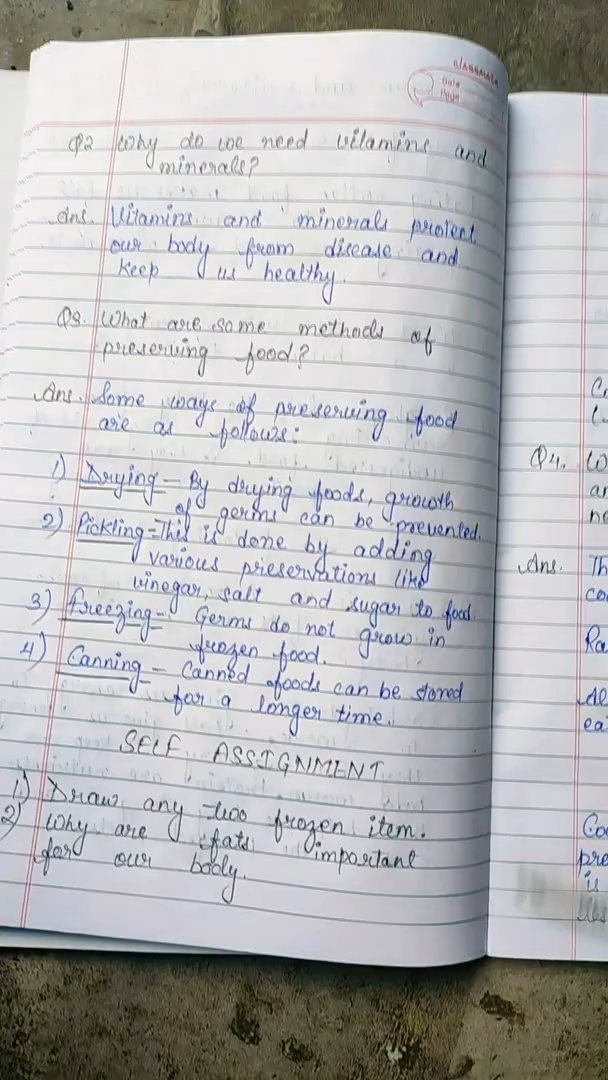 Date
Page
Q2 Why do we need vitamins and
minerals?
Ans. Vitamins and minerals protect
our body from disease and
keep us healthy.
Q3. What are some methods of
preserving food?
Ans. Some ways of preserving food
are as follows:
1) Drying - By drying foods, growth
of germs can be prevented.
2) Pickling - This is done by adding
various preservations like
vinegar, salt and sugar to food.
3) Freezing - Germs do not grow in
frozen food.
4) Canning - Canned foods can be stored
for a longer time.
SELF ASSIGNMENT
1) Draw any two frozen item.
2) Why are fats important
for our body.
Q4.
Ans.